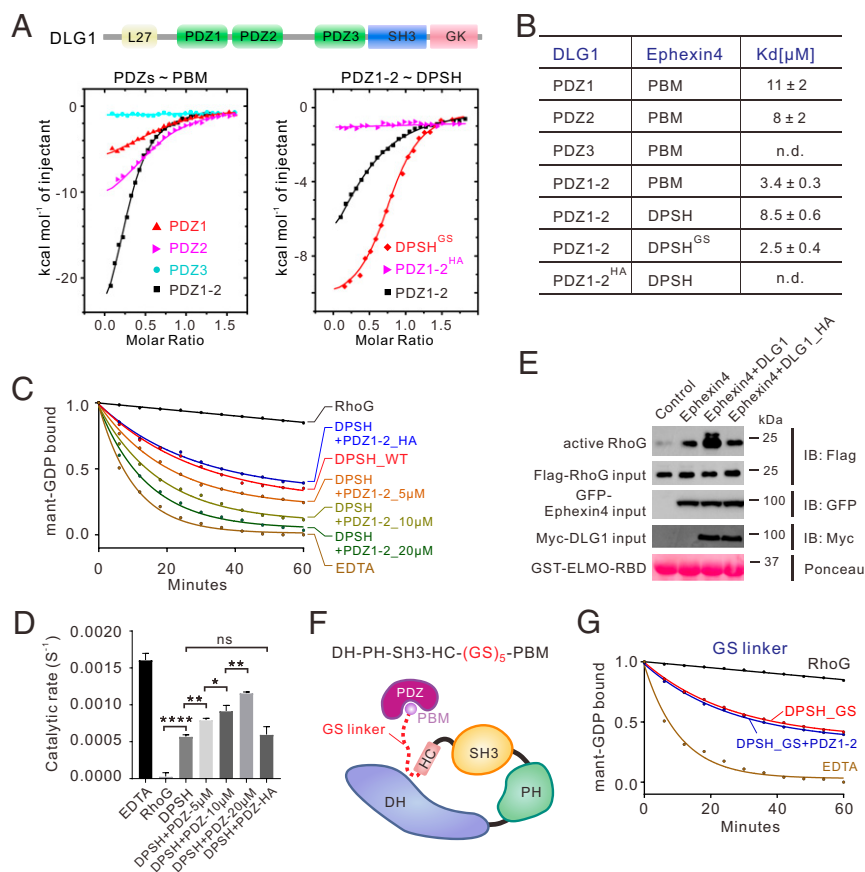 A
DLG1 L27 PDZ1 PDZ2 PDZ3 SH3 GK
PDZs ~ PBM
kcal mol⁻¹ of injectant
0
-5
-10
-15
-20
PDZ1
PDZ2
PDZ3
PDZ1-2
0.0 0.5 1.0 1.5
Molar Ratio
PDZ1-2 ~ DPSH
kcal mol⁻¹ of injectant
0
-3
-6
-9
DPSH^GS
PDZ1-2^HA
PDZ1-2
0.0 0.5 1.0 1.5
Molar Ratio
B
DLG1 Ephexin4 Kd[μM]
PDZ1 PBM 11 ± 2
PDZ2 PBM 8 ± 2
PDZ3 PBM n.d.
PDZ1-2 PBM 3.4 ± 0.3
PDZ1-2 DPSH 8.5 ± 0.6
PDZ1-2 DPSH^GS 2.5 ± 0.4
PDZ1-2^HA DPSH n.d.
C
mant-GDP bound
1.0
0.5
0.0
0 20 40 60
Minutes
RhoG
DPSH
+PDZ1-2_HA
DPSH_WT
DPSH
+PDZ1-2_5μM
DPSH
+PDZ1-2_10μM
DPSH
+PDZ1-2_20μM
EDTA
E
Control
Ephexin4
Ephexin4+DLG1
Ephexin4+DLG1_HA
kDa
active RhoG 25 IB: Flag
Flag-RhoG input 25
GFP-
Ephexin4 input 100 IB: GFP
Myc-DLG1 input 100 IB: Myc
GST-ELMO-RBD 37 Ponceau
D
Catalytic rate (S⁻¹)
0.0020
0.0015
0.0010
0.0005
0.0000
ns
****
**
*
**
EDTA
RhoG
DPSH
DPSH+PDZ-5μM
DPSH+PDZ-10μM
DPSH+PDZ-20μM
DPSH+PDZ-HA
F
DH-PH-SH3-HC-(GS)₅-PBM
PDZ
PBM
GS linker
HC
SH3
DH
PH
G
GS linker
mant-GDP bound
1.0
0.5
0.0
0 20 40 60
Minutes
RhoG
DPSH_GS
DPSH_GS+PDZ1-2
EDTA